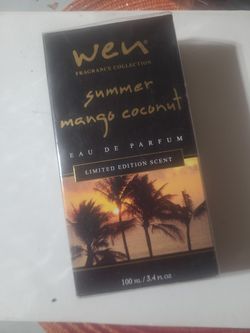 wen®
FRAGRANCE COLLECTION
summer
mango coconut
EAU DE PARFUM
LIMITED EDITION SCENT
100 ml / 3.4 fl oz